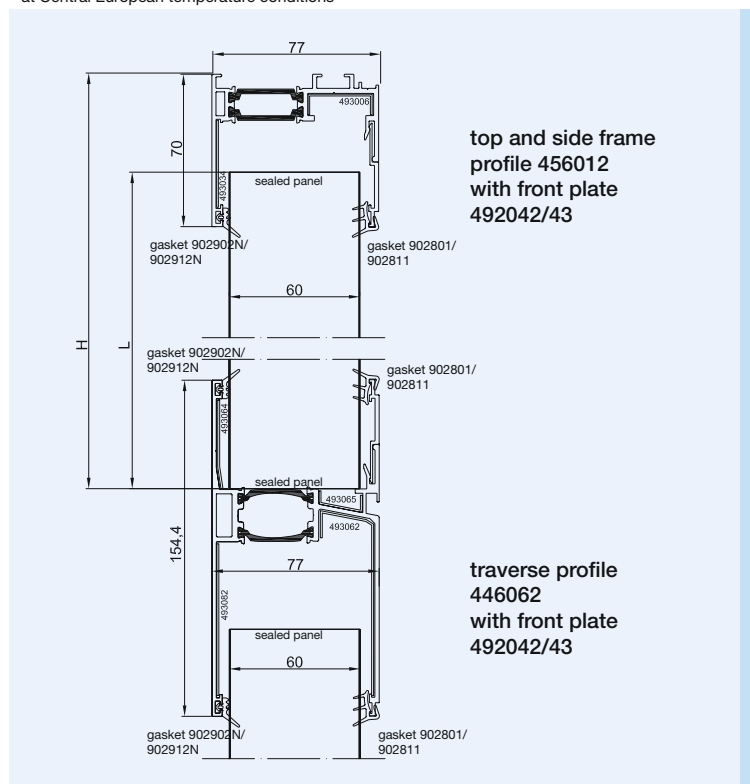 at Central European temperature conditions
77
493006
70
top and side frame
profile 456012
with front plate
492042/43
sealed panel
493034
gasket 902902N/
902912N
gasket 902801/
902811
60
H
L
gasket 902902N/
902912N
gasket 902801/
902811
493064
sealed panel
493065
493062
154,4
77
traverse profile
446062
with front plate
492042/43
493082
sealed panel
60
gasket 902902N/
902912N
gasket 902801/
902811